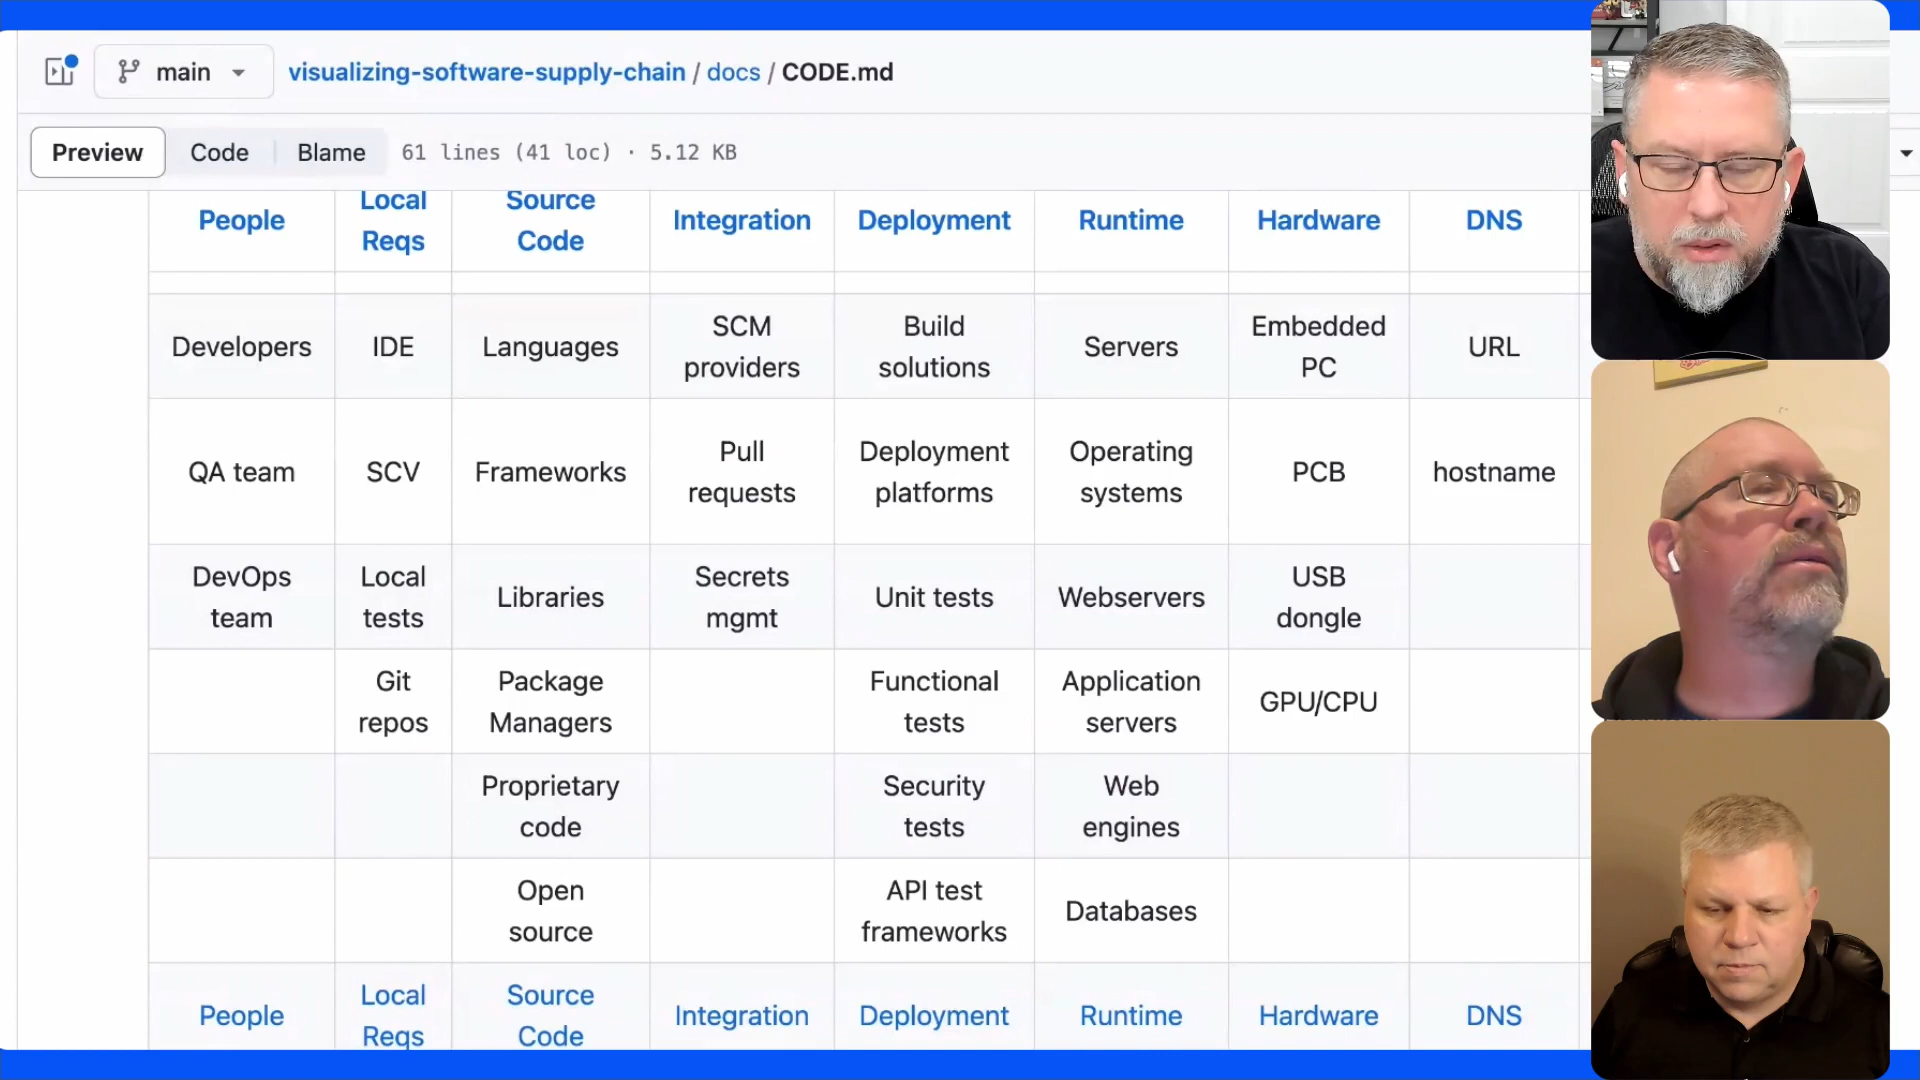 main
visualizing-software-supply-chain / docs / CODE.md
Preview Code Blame 61 lines (41 loc) · 5.12 KB
People Local Reqs Source Code Integration Deployment Runtime Hardware DNS
Developers IDE Languages SCM providers Build solutions Servers Embedded PC URL
QA team SCV Frameworks Pull requests Deployment platforms Operating systems PCB hostname
DevOps team Local tests Libraries Secrets mgmt Unit tests Webservers USB dongle
Git repos Package Managers Functional tests Application servers GPU/CPU
Proprietary code Security tests Web engines
Open source API test frameworks Databases
People Local Reqs Source Code Integration Deployment Runtime Hardware DNS